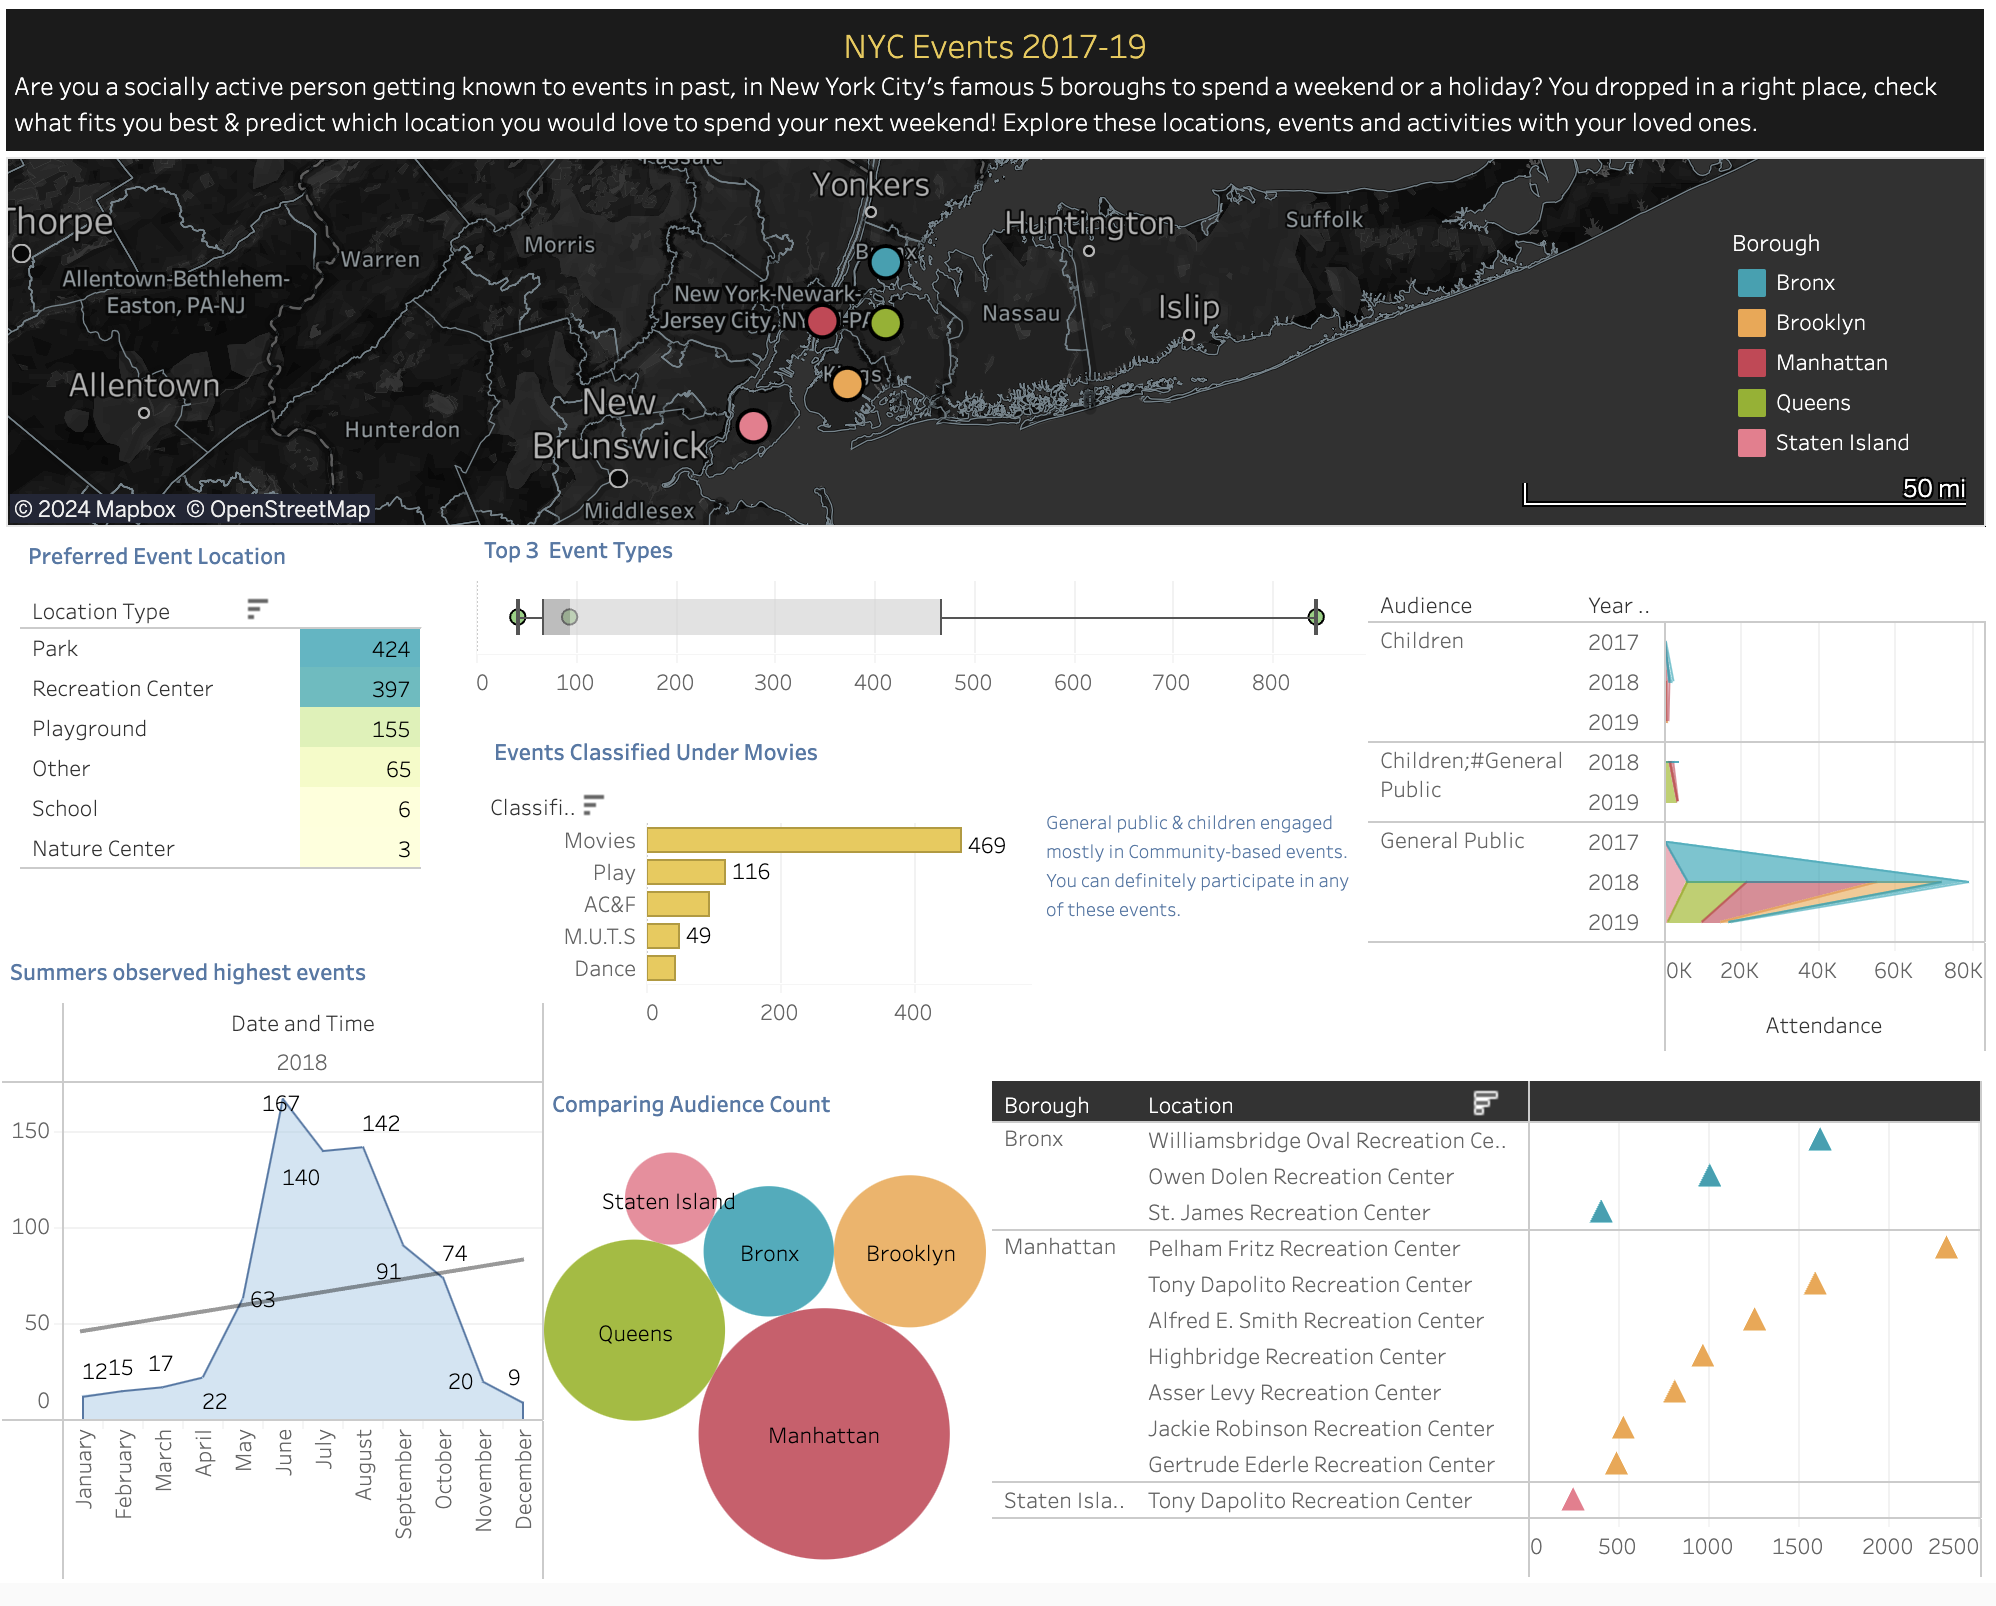 NYC Events 2017-19
Are you a socially active person getting known to events in past, in New York City's famous 5 boroughs to spend a weekend or a holiday? You dropped in a right place, check
what fits you best & predict which location you would love to spend your next weekend! Explore these locations, events and activities with your loved ones.
Yonkers
Thorpe
Huntington
Suffolk
Morris
Warren
Allentown-Bethlehem-
Easton, PA-NJ
New York-Newark-
Jersey City, NY
-PA
Nassau
Islip
Allentown
Kings
New
Brunswick
Hunterdon
Middlesex
Borough
Bronx
Brooklyn
Manhattan
Queens
Staten Island
50 mi
© 2024 Mapbox © OpenStreetMap
Preferred Event Location
Location Type
Park 424
Recreation Center 397
Playground 155
Other 65
School 6
Nature Center 3
Top 3 Event Types
0 100 200 300 400 500 600 700 800
Events Classified Under Movies
Classifi..
Movies 469
Play 116
AC&F
M.U.T.S 49
Dance
0 200 400
General public & children engaged
mostly in Community-based events.
You can definitely participate in any
of these events.
Audience Year ..
Children 2017
2018
2019
Children;#General
Public
2018
2019
General Public 2017
2018
2019
0K 20K 40K 60K 80K
Attendance
Summers observed highest events
Date and Time
2018
150
100
50
0
12
15
17
22
63
167
140
142
91
74
20
9
January
February
March
April
May
June
July
August
September
October
November
December
Comparing Audience Count
Staten Island
Bronx
Brooklyn
Queens
Manhattan
Borough Location
Bronx Williamsbridge Oval Recreation Ce..
Owen Dolen Recreation Center
St. James Recreation Center
Manhattan Pelham Fritz Recreation Center
Tony Dapolito Recreation Center
Alfred E. Smith Recreation Center
Highbridge Recreation Center
Asser Levy Recreation Center
Jackie Robinson Recreation Center
Gertrude Ederle Recreation Center
Staten Isla.. Tony Dapolito Recreation Center
0 500 1000 1500 2000 2500